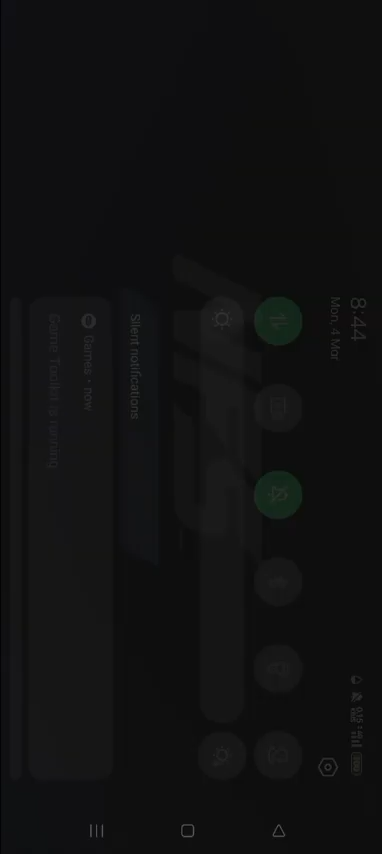 8:44
Mon, 4 Mar
Silent notifications
Games • now
Game Toolkit is running